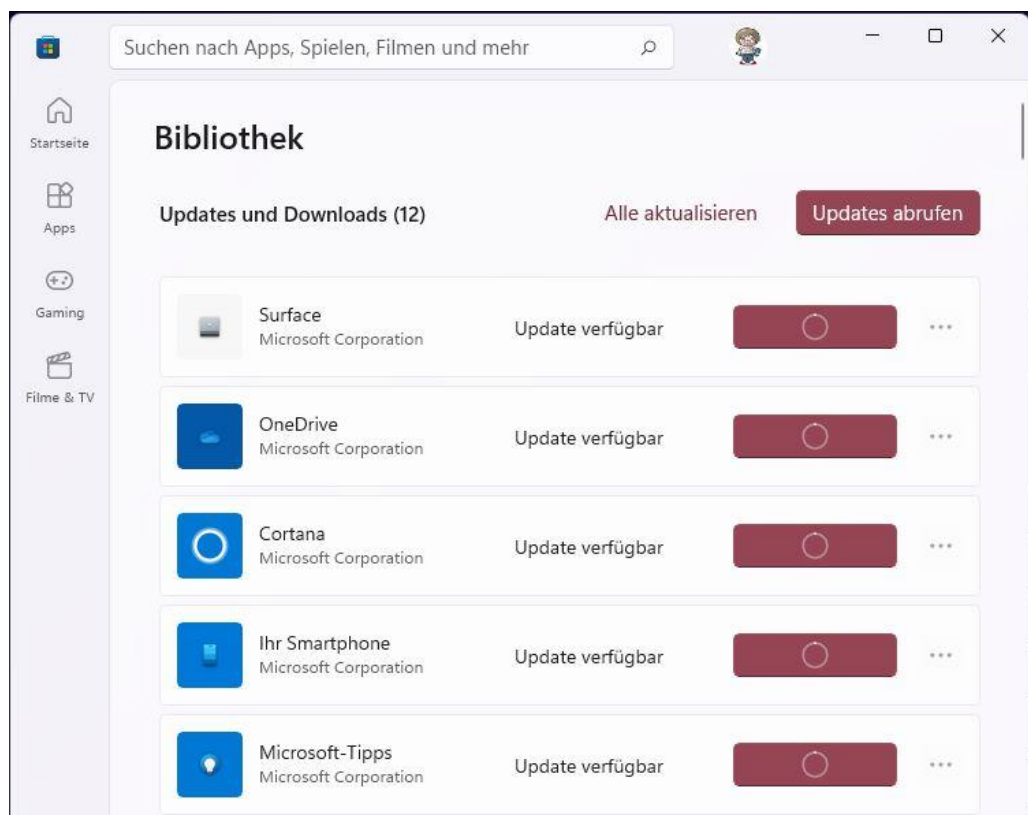 Suchen nach Apps, Spielen, Filmen und mehr
Startseite
Apps
Gaming
Filme & TV
Bibliothek
Updates und Downloads (12)
Alle aktualisieren
Updates abrufen
Surface
Microsoft Corporation
Update verfügbar
OneDrive
Microsoft Corporation
Update verfügbar
Cortana
Microsoft Corporation
Update verfügbar
Ihr Smartphone
Microsoft Corporation
Update verfügbar
Microsoft-Tipps
Microsoft Corporation
Update verfügbar